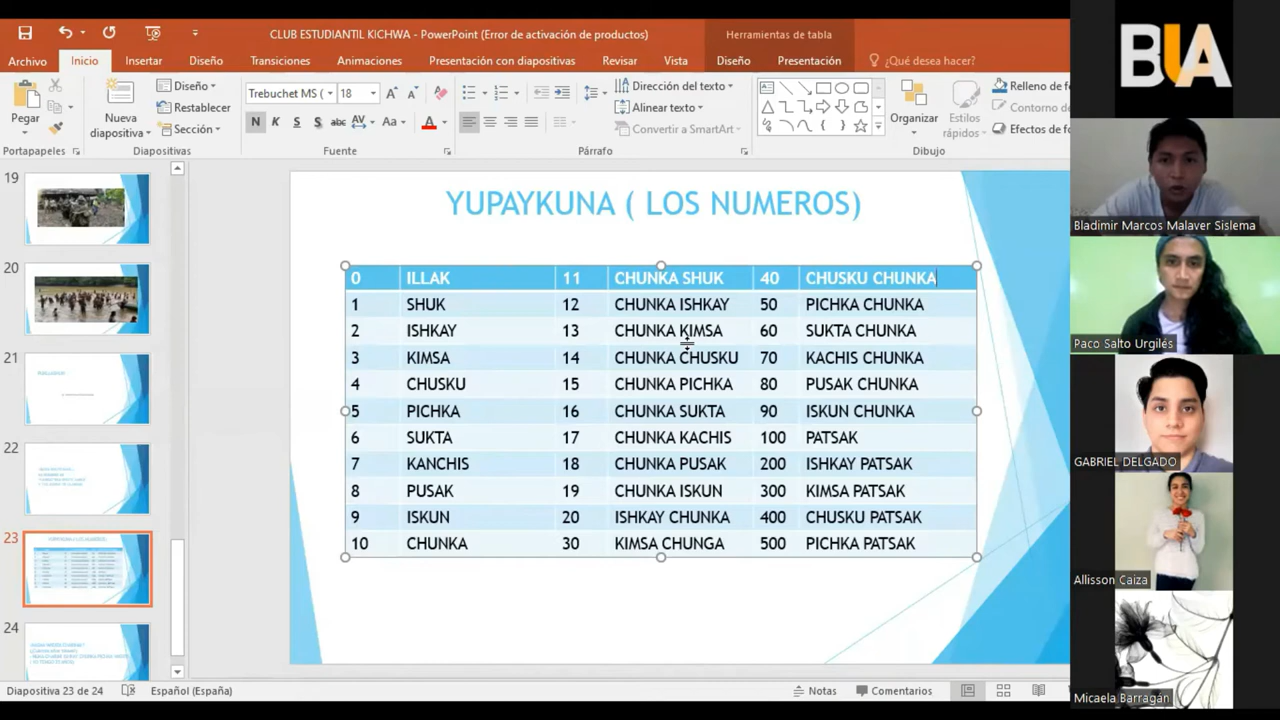 CLUB ESTUDIANTIL KICHWA - PowerPoint (Error de activación de productos)
Herramientas de tabla
Archivo Inicio Insertar Diseño Transiciones Animaciones Presentación con diapositivas Revisar Vista Diseño Presentación ¿Qué desea hacer?
Pegar
Nueva diapositiva
Diseño
Restablecer
Sección
Trebuchet MS ( 18
N K S abc AV Aa A
Dirección del texto
Alinear texto
Convertir a SmartArt
Organizar
Estilos rápidos
Relleno de f
Contorno de
Efectos de fo
Portapapeles Diapositivas Fuente Párrafo Dibujo
19
20
21
22
23
24
YUPAYKUNA ( LOS NUMEROS)
0 ILLAK 11 CHUNKA SHUK 40 CHUSKU CHUNKA
1 SHUK 12 CHUNKA ISHKAY 50 PICHKA CHUNKA
2 ISHKAY 13 CHUNKA KIMSA 60 SUKTA CHUNKA
3 KIMSA 14 CHUNKA CHUSKU 70 KACHIS CHUNKA
4 CHUSKU 15 CHUNKA PICHKA 80 PUSAK CHUNKA
5 PICHKA 16 CHUNKA SUKTA 90 ISKUN CHUNKA
6 SUKTA 17 CHUNKA KACHIS 100 PATSAK
7 KANCHIS 18 CHUNKA PUSAK 200 ISHKAY PATSAK
8 PUSAK 19 CHUNKA ISKUN 300 KIMSA PATSAK
9 ISKUN 20 ISHKAY CHUNKA 400 CHUSKU PATSAK
10 CHUNKA 30 KIMSA CHUNGA 500 PICHKA PATSAK
Diapositiva 23 de 24 Español (España) Notas Comentarios
BUA
Bladimir Marcos Malaver Sislema
Paco Salto Urgilés
GABRIEL DELGADO
Allisson Caiza
Micaela Barragán